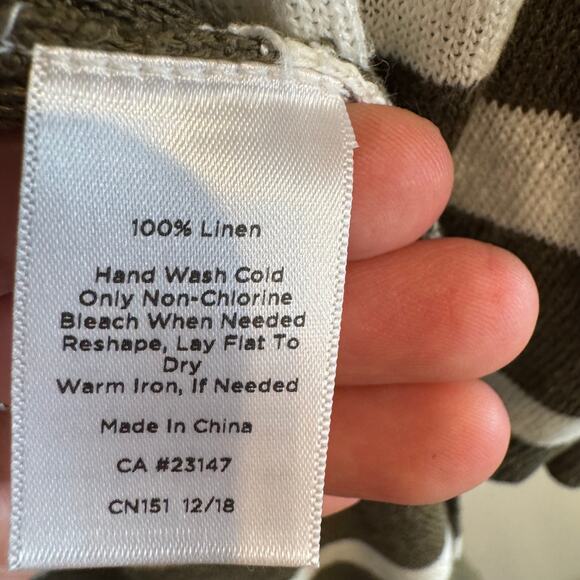 100% Linen
Hand Wash Cold
Only Non-Chlorine
Bleach When Needed
Reshape, Lay Flat To
Dry
Warm Iron, If Needed
Made In China
CA #23147
CN151 12/18